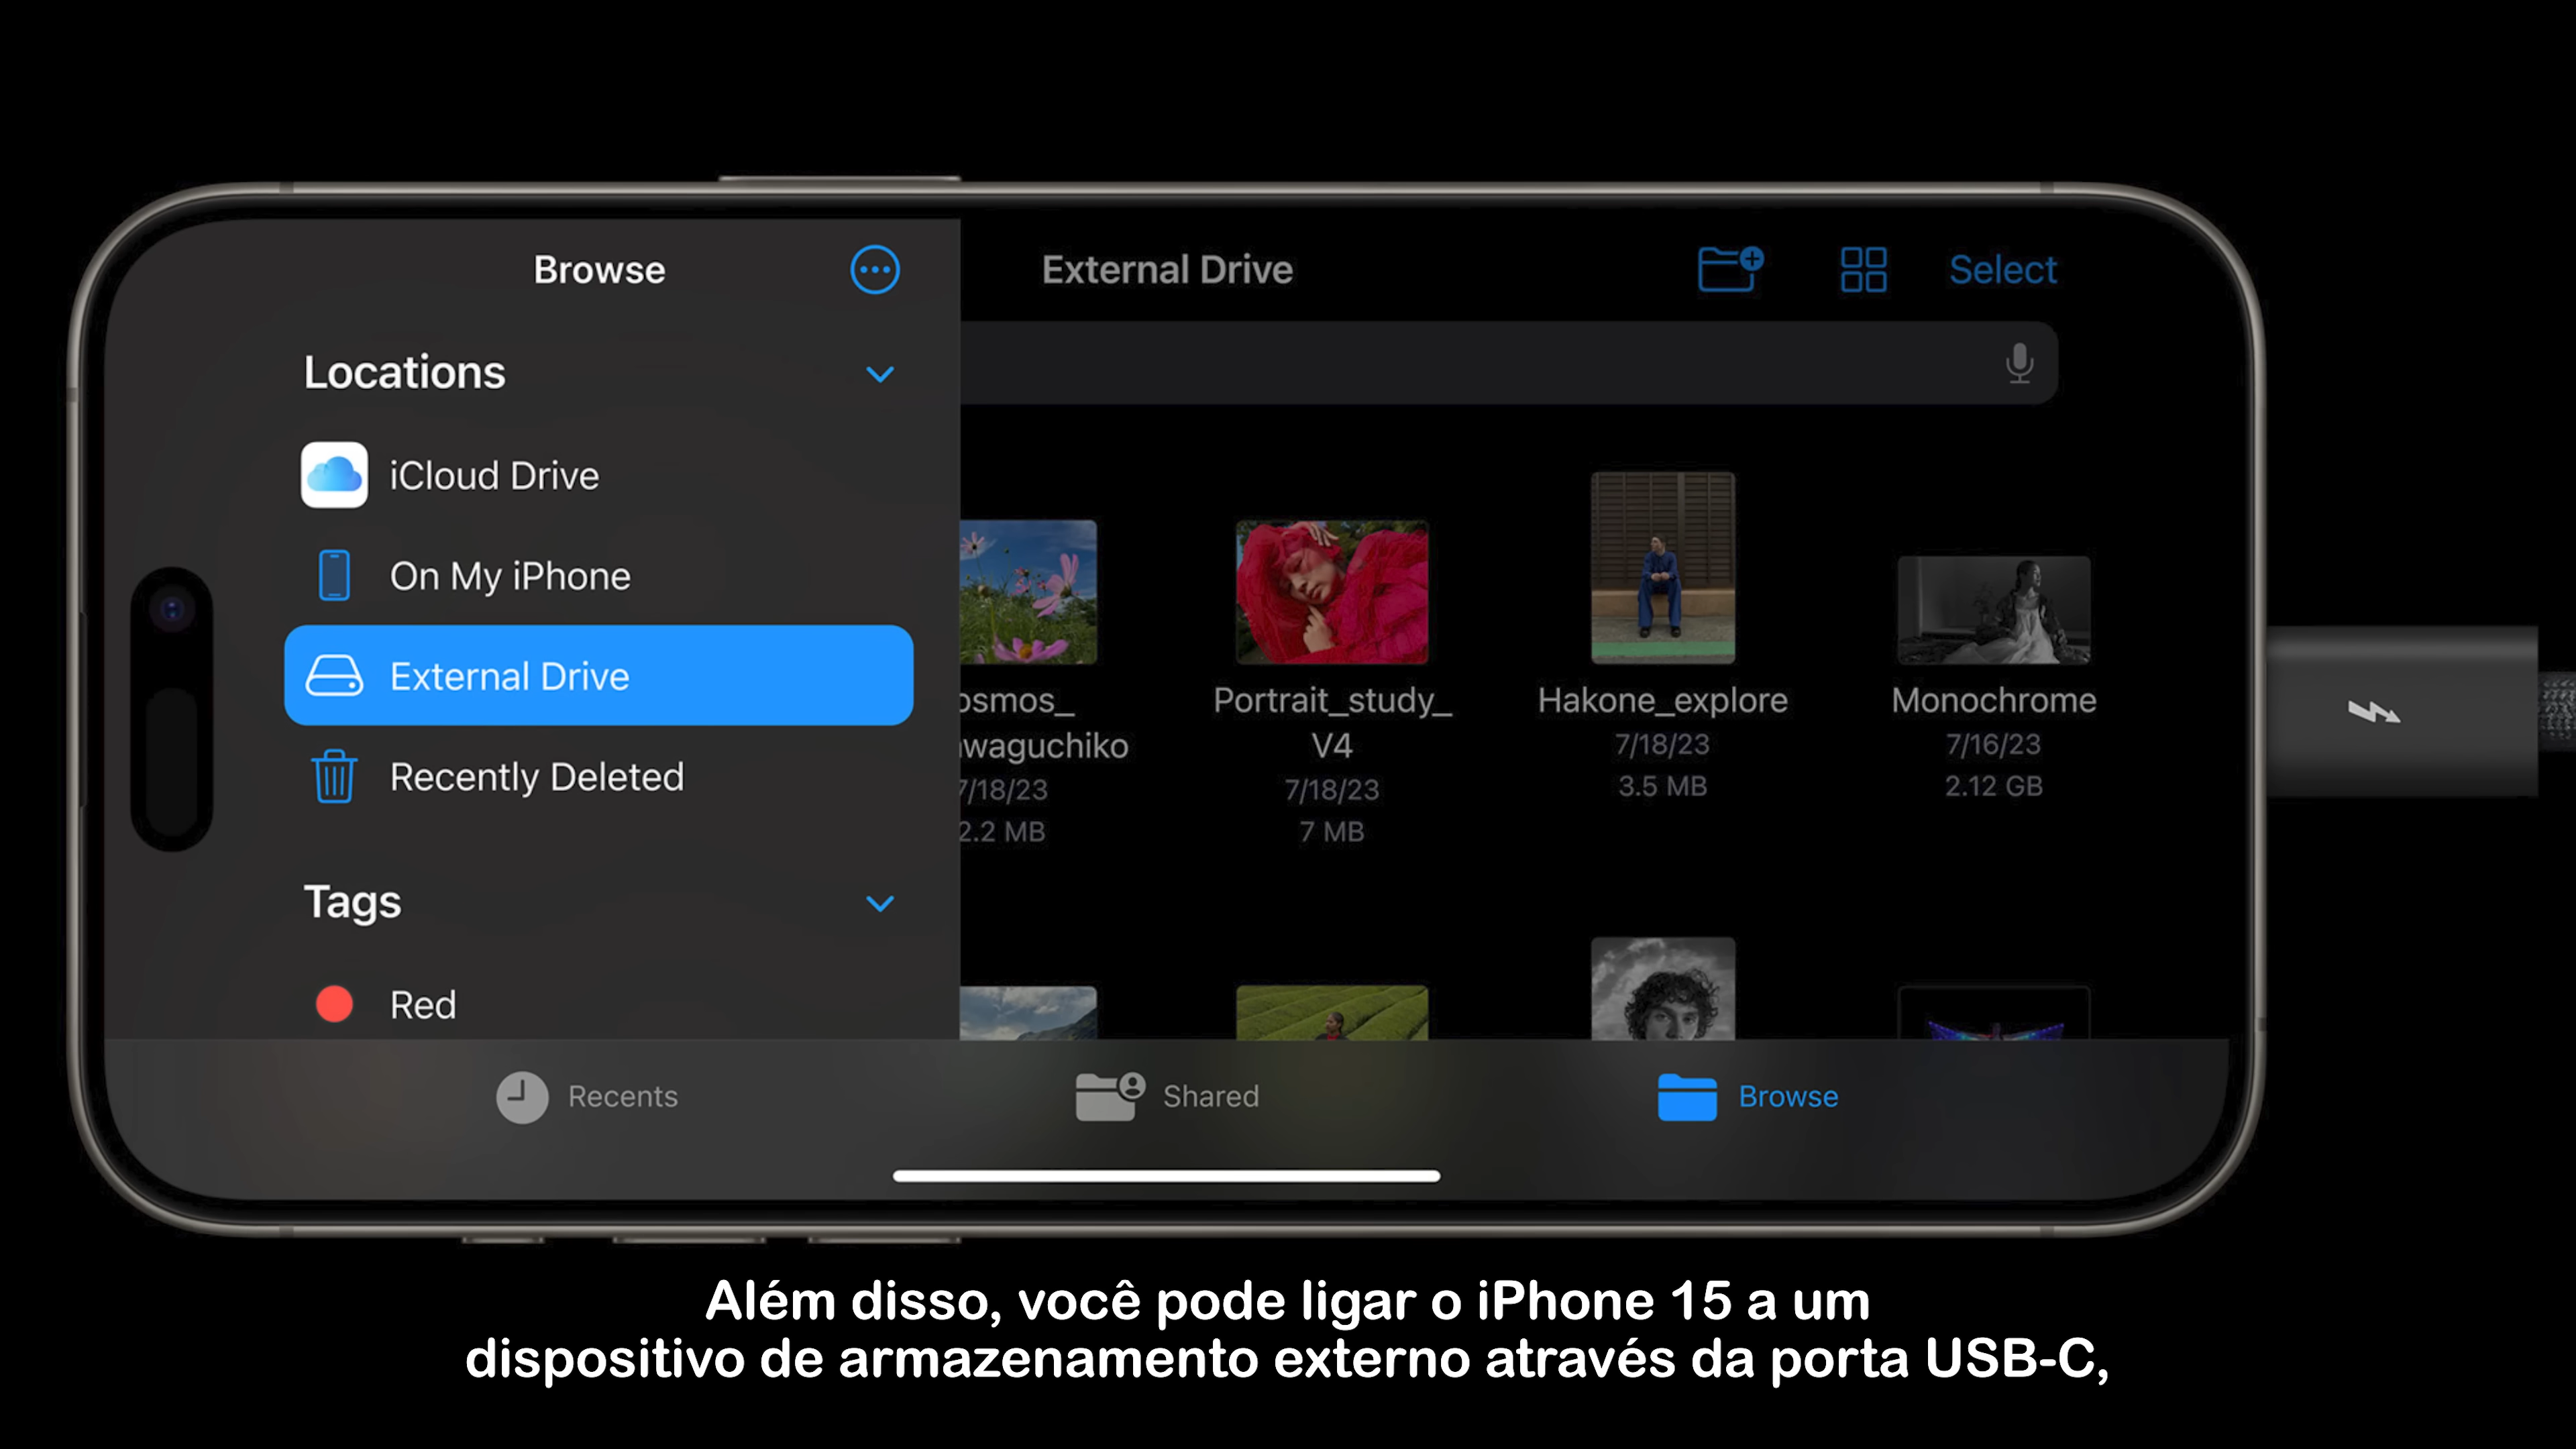 Browse
Locations
iCloud Drive
On My iPhone
External Drive
Recently Deleted
Tags
Red
External Drive
Select
osmos_
waguchiko
7/18/23
2.2 MB
Portrait_study_
V4
7/18/23
7 MB
Hakone_explore
7/18/23
3.5 MB
Monochrome
7/16/23
2.12 GB
Recents
Shared
Browse
Além disso, você pode ligar o iPhone 15 a um
dispositivo de armazenamento externo através da porta USB-C,